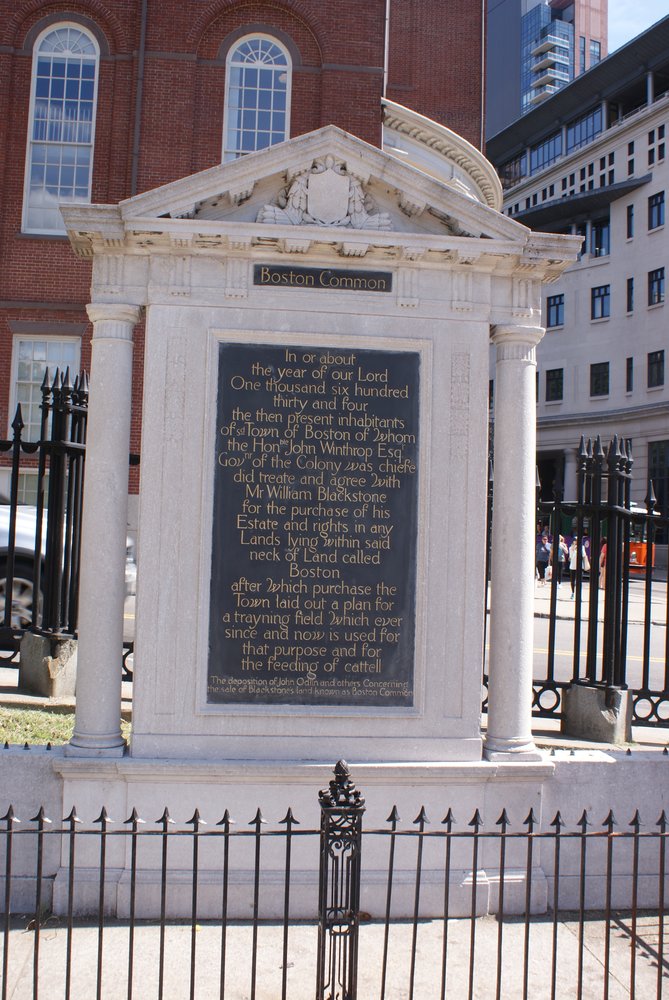 Boston Common
In or about
the year of our Lord
One thousand six hundred
thirty and four
the then present inhabitants
of sd Town of Boston of Whom
the Honble John Winthrop Esqr
Govnr of the Colony was chiefe
did treate and agree With
Mr William Blackstone
for the purchase of his
Estate and rights in any
Lands lying within said
neck of Land called
Boston
after Which purchase the
Town laid out a plan for
a trayning field Which ever
since and now is used for
that purpose and for
the feeding of cattell
The deposition of John Odlin and others Concerning
the sale of Blackstones land known as Boston Common